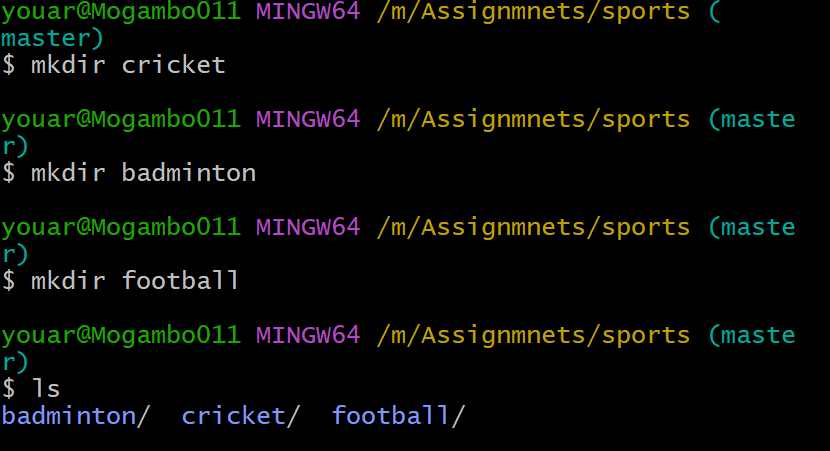 youar@Mogambo011 MINGW64 /m/Assignmnets/sports (
master)
$ mkdir cricket
youar@Mogambo011 MINGW64 /m/Assignmnets/sports (maste
r)
$ mkdir badminton
youar@Mogambo011 MINGW64 /m/Assignmnets/sports (maste
r)
$ mkdir football
youar@Mogambo011 MINGW64 /m/Assignmnets/sports (maste
r)
$ ls
badminton/  cricket/  football/